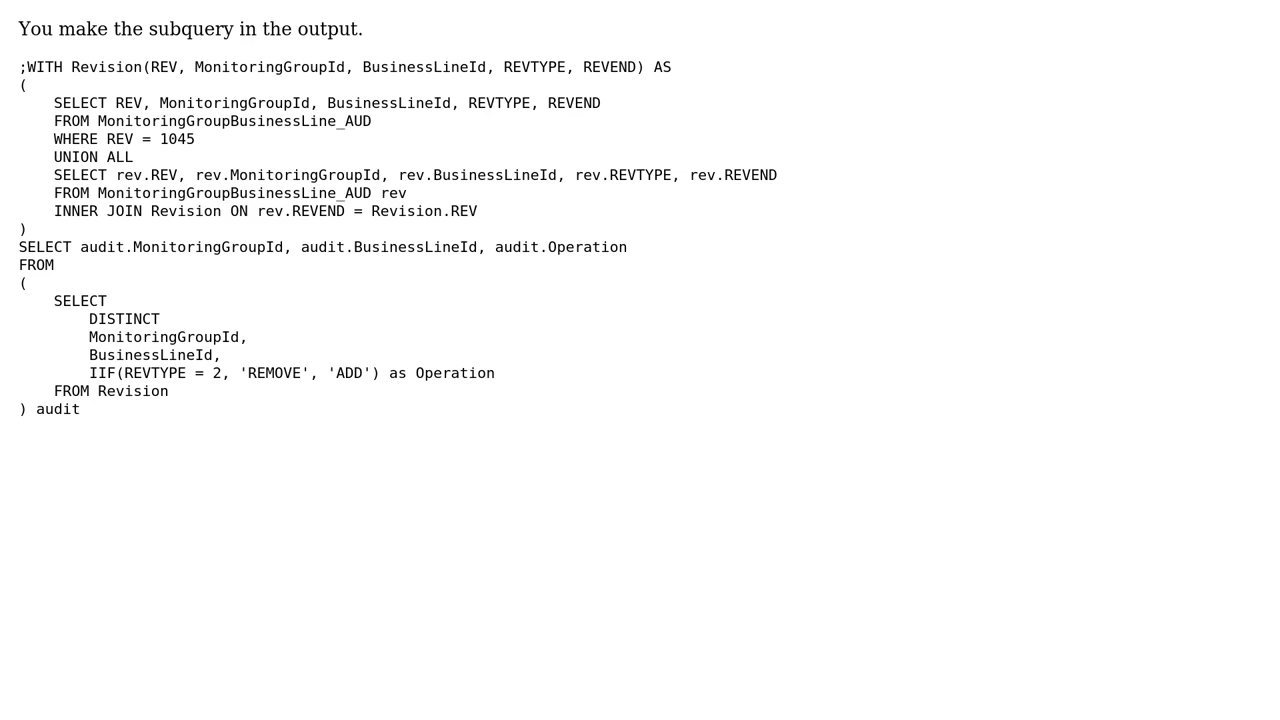 You make the subquery in the output.
;WITH Revision(REV, MonitoringGroupId, BusinessLineId, REVTYPE, REVEND) AS
(
    SELECT REV, MonitoringGroupId, BusinessLineId, REVTYPE, REVEND
    FROM MonitoringGroupBusinessLine_AUD
    WHERE REV = 1045
    UNION ALL
    SELECT rev.REV, rev.MonitoringGroupId, rev.BusinessLineId, rev.REVTYPE, rev.REVEND
    FROM MonitoringGroupBusinessLine_AUD rev
    INNER JOIN Revision ON rev.REVEND = Revision.REV
)
SELECT audit.MonitoringGroupId, audit.BusinessLineId, audit.Operation
FROM
(
    SELECT
        DISTINCT
        MonitoringGroupId,
        BusinessLineId,
        IIF(REVTYPE = 2, 'REMOVE', 'ADD') as Operation
    FROM Revision
) audit